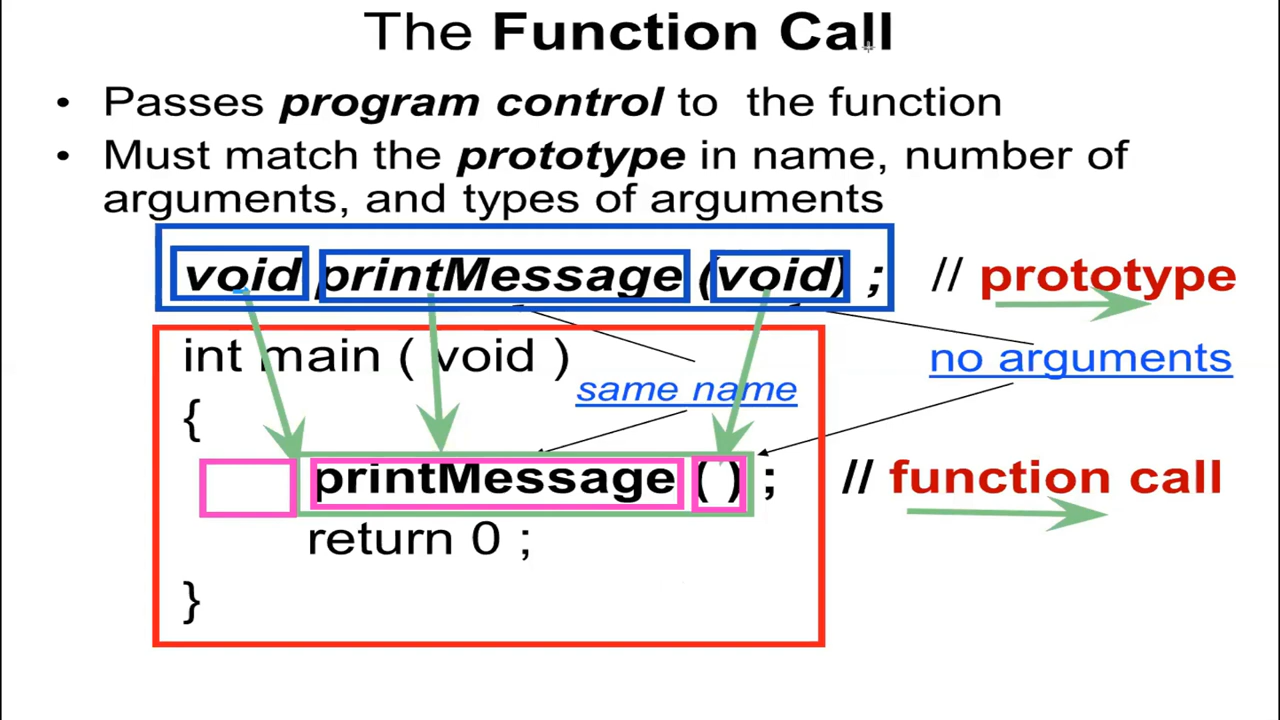 The Function Call
• Passes program control to the function
• Must match the prototype in name, number of
arguments, and types of arguments
void printMessage (void) ; // prototype
int main ( void )
no arguments
same name
{
printMessage ( ) ; // function call
return 0 ;
}